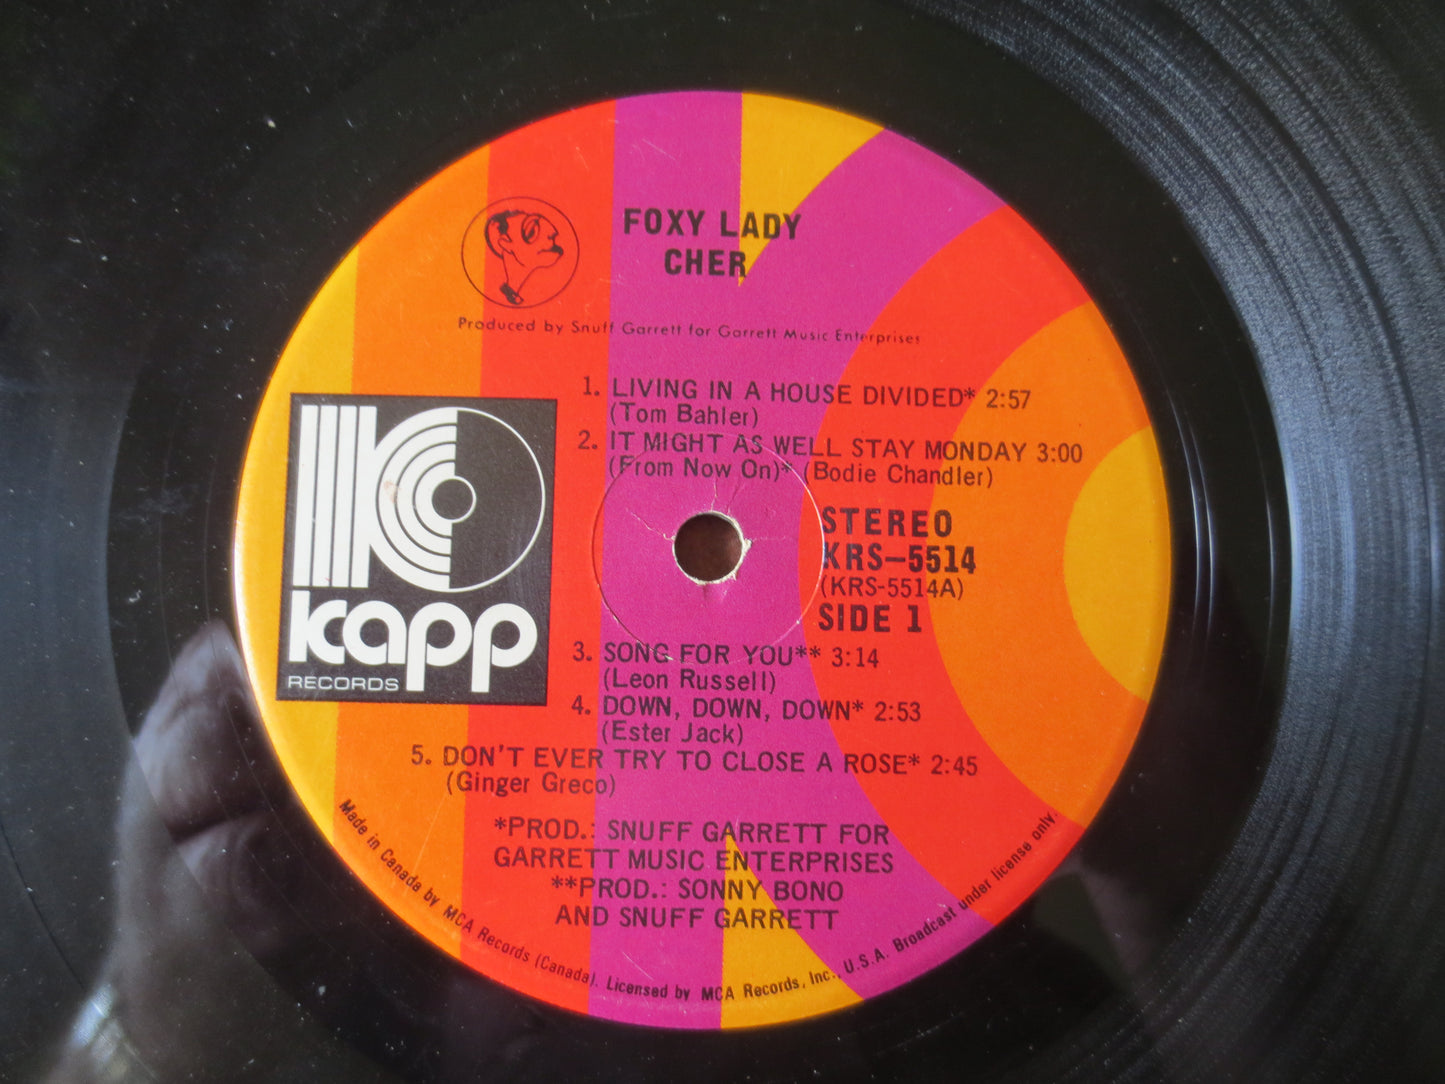 FOXY LADY
CHER
Produced by Snuff Garrett for Garrett Music Enterprises
1. LIVING IN A HOUSE DIVIDED* 2:57
(Tom Bahler)
2. IT MIGHT AS WELL STAY MONDAY 3:00
(From Now On)* (Bodie Chandler)
STEREO
KRS-5514
(KRS-5514A)
SIDE 1
kapp
RECORDS
3. SONG FOR YOU** 3:14
(Leon Russell)
4. DOWN, DOWN, DOWN* 2:53
(Ester Jack)
5. DON'T EVER TRY TO CLOSE A ROSE* 2:45
(Ginger Greco)
*PROD.: SNUFF GARRETT FOR
GARRETT MUSIC ENTERPRISES
**PROD.: SONNY BONO
AND SNUFF GARRETT
Made in Canada by MCA Records (Canada). Licensed by MCA Records, Inc., U.S.A. Broadcast under license only.